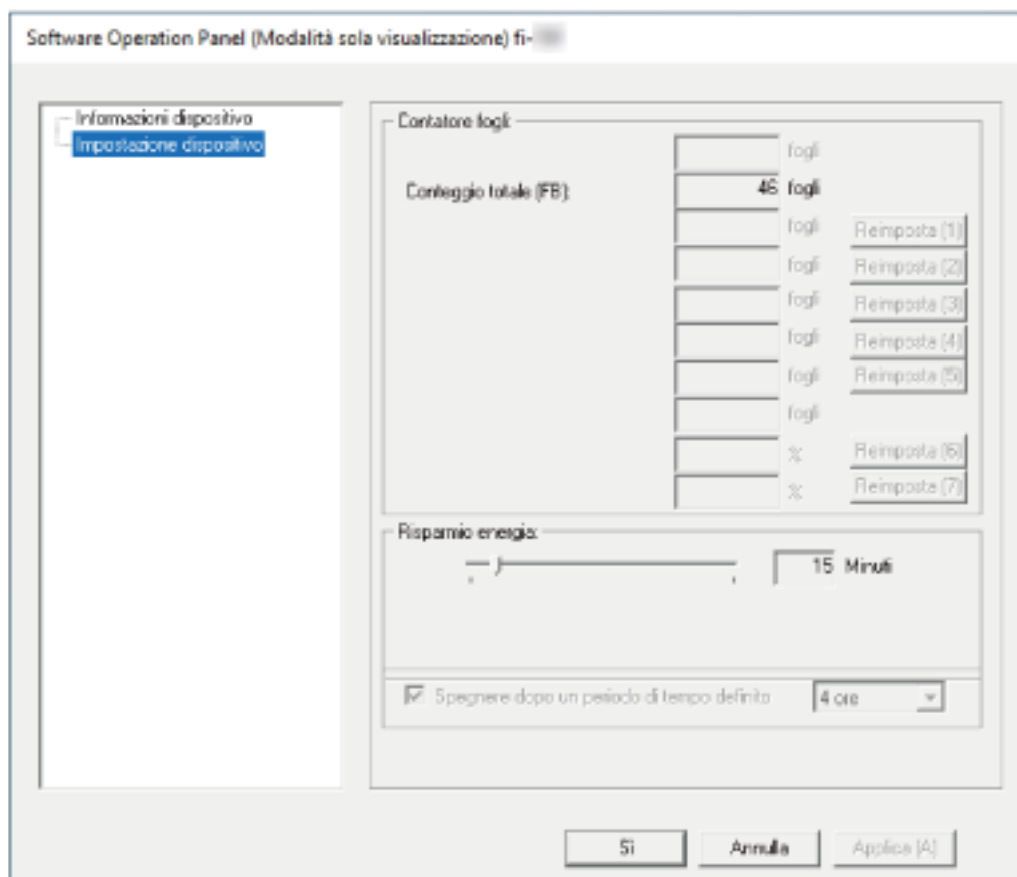 Software Operation Panel (Modalità sola visualizzazione) fi-
Informazioni dispositivo
Impostazione dispositivo
Contatore fogli:
fogli
Conteggio totale (FB): 46 fogli
fogli Reimposta (1)
fogli Reimposta (2)
fogli Reimposta (3)
fogli Reimposta (4)
fogli Reimposta (5)
fogli
% Reimposta (6)
% Reimposta (7)
Risparmio energia:
15 Minuti
Spegnere dopo un periodo di tempo definito 4 ore
Sì Annulla Applica (A)